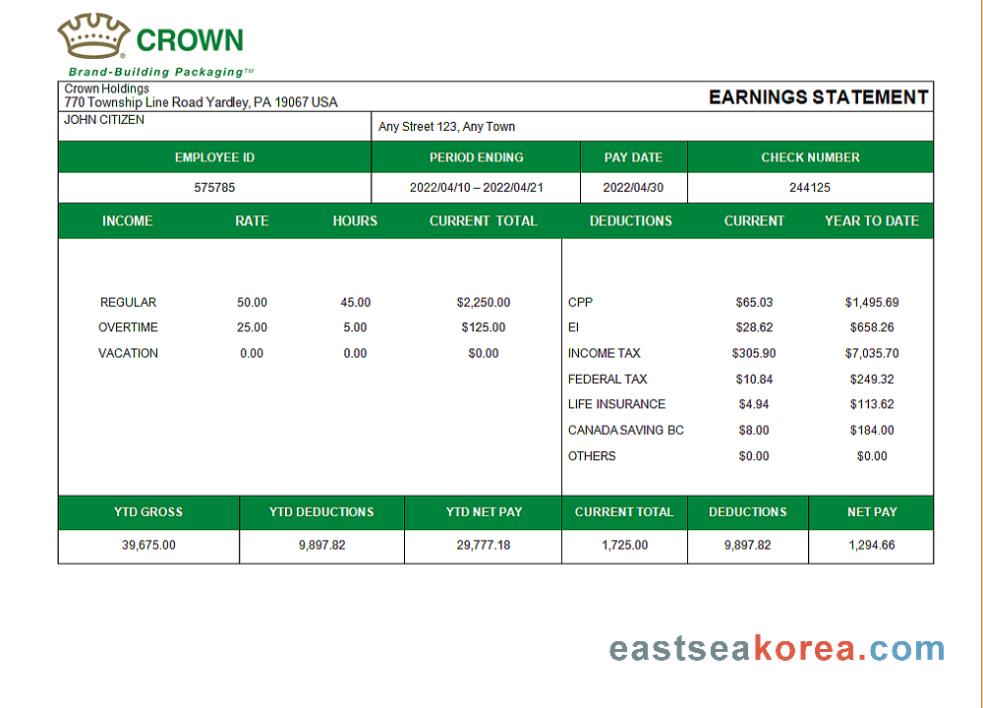 CROWN
Brand-Building Packaging™
Crown Holdings
770 Township Line Road Yardley, PA 19067 USA
EARNINGS STATEMENT
JOHN CITIZEN
Any Street 123, Any Town
EMPLOYEE ID PERIOD ENDING PAY DATE CHECK NUMBER
575785 2022/04/10 – 2022/04/21 2022/04/30 244125
INCOME RATE HOURS CURRENT TOTAL DEDUCTIONS CURRENT YEAR TO DATE
REGULAR 50.00 45.00 $2,250.00 CPP $65.03 $1,495.69
OVERTIME 25.00 5.00 $125.00 EI $28.62 $658.26
VACATION 0.00 0.00 $0.00 INCOME TAX $305.90 $7,035.70
FEDERAL TAX $10.84 $249.32
LIFE INSURANCE $4.94 $113.62
CANADA SAVING BC $8.00 $184.00
OTHERS $0.00 $0.00
YTD GROSS YTD DEDUCTIONS YTD NET PAY CURRENT TOTAL DEDUCTIONS NET PAY
39,675.00 9,897.82 29,777.18 1,725.00 9,897.82 1,294.66
eastseakorea.com